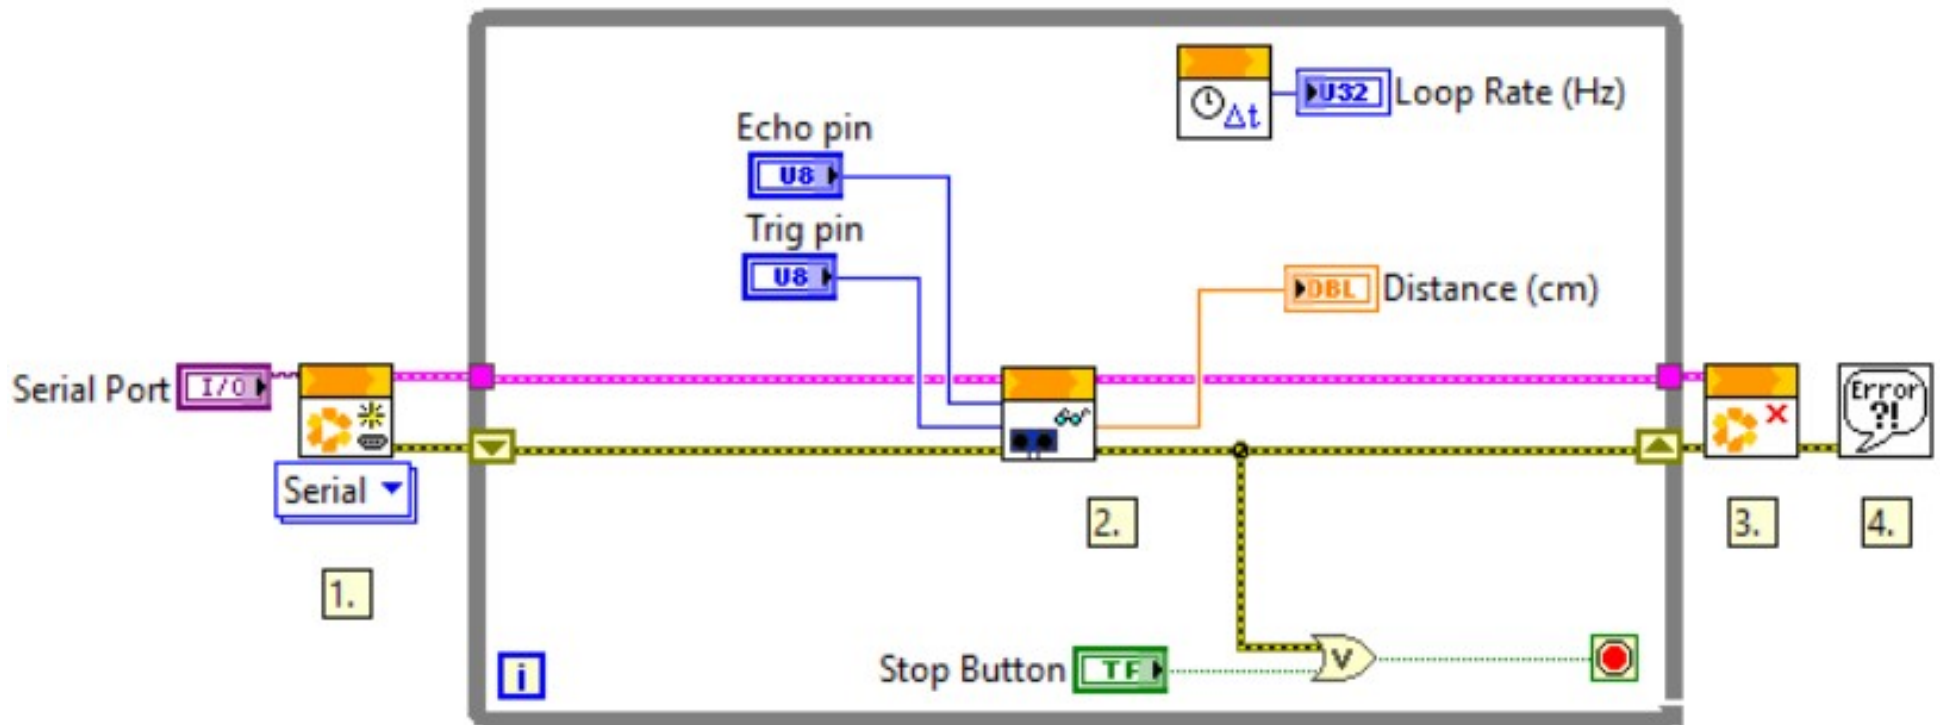 U32 Loop Rate (Hz)
Δt
Echo pin
U8
Trig pin
U8
DBL Distance (cm)
Serial Port I/O
Error
?!
Serial
2.
3.
4.
1.
Stop Button TF
V
i